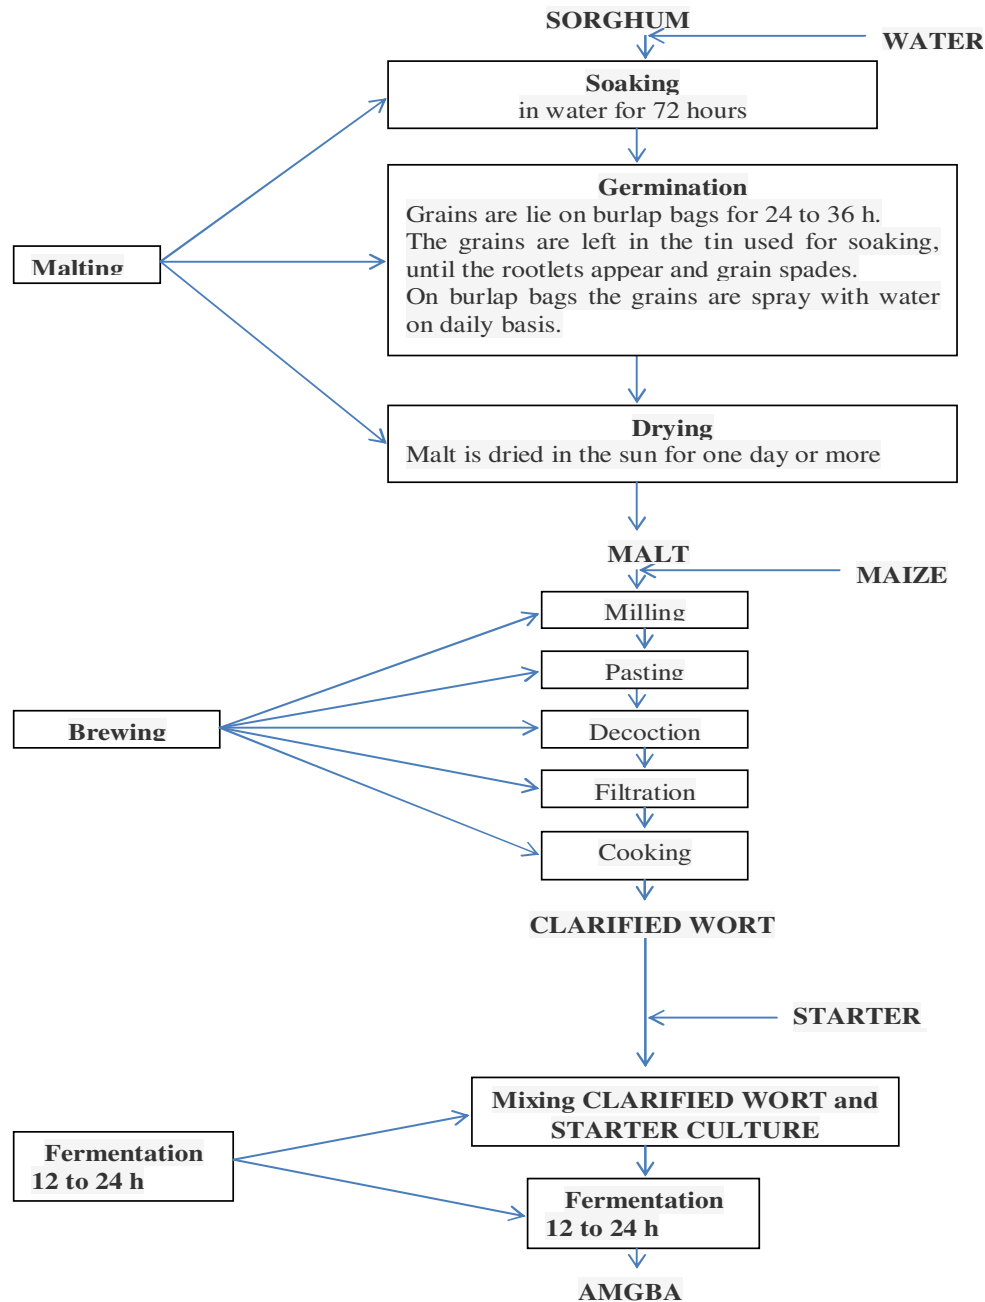 SORGHUM
WATER
Soaking
in water for 72 hours
Germination
Grains are lie on burlap bags for 24 to 36 h.
The grains are left in the tin used for soaking,
until the rootlets appear and grain spades.
On burlap bags the grains are spray with water
on daily basis.
Malting
Drying
Malt is dried in the sun for one day or more
MALT
MAIZE
Milling
Pasting
Brewing
Decoction
Filtration
Cooking
CLARIFIED WORT
STARTER
Mixing CLARIFIED WORT and
STARTER CULTURE
Fermentation
12 to 24 h
Fermentation
12 to 24 h
AMGBA